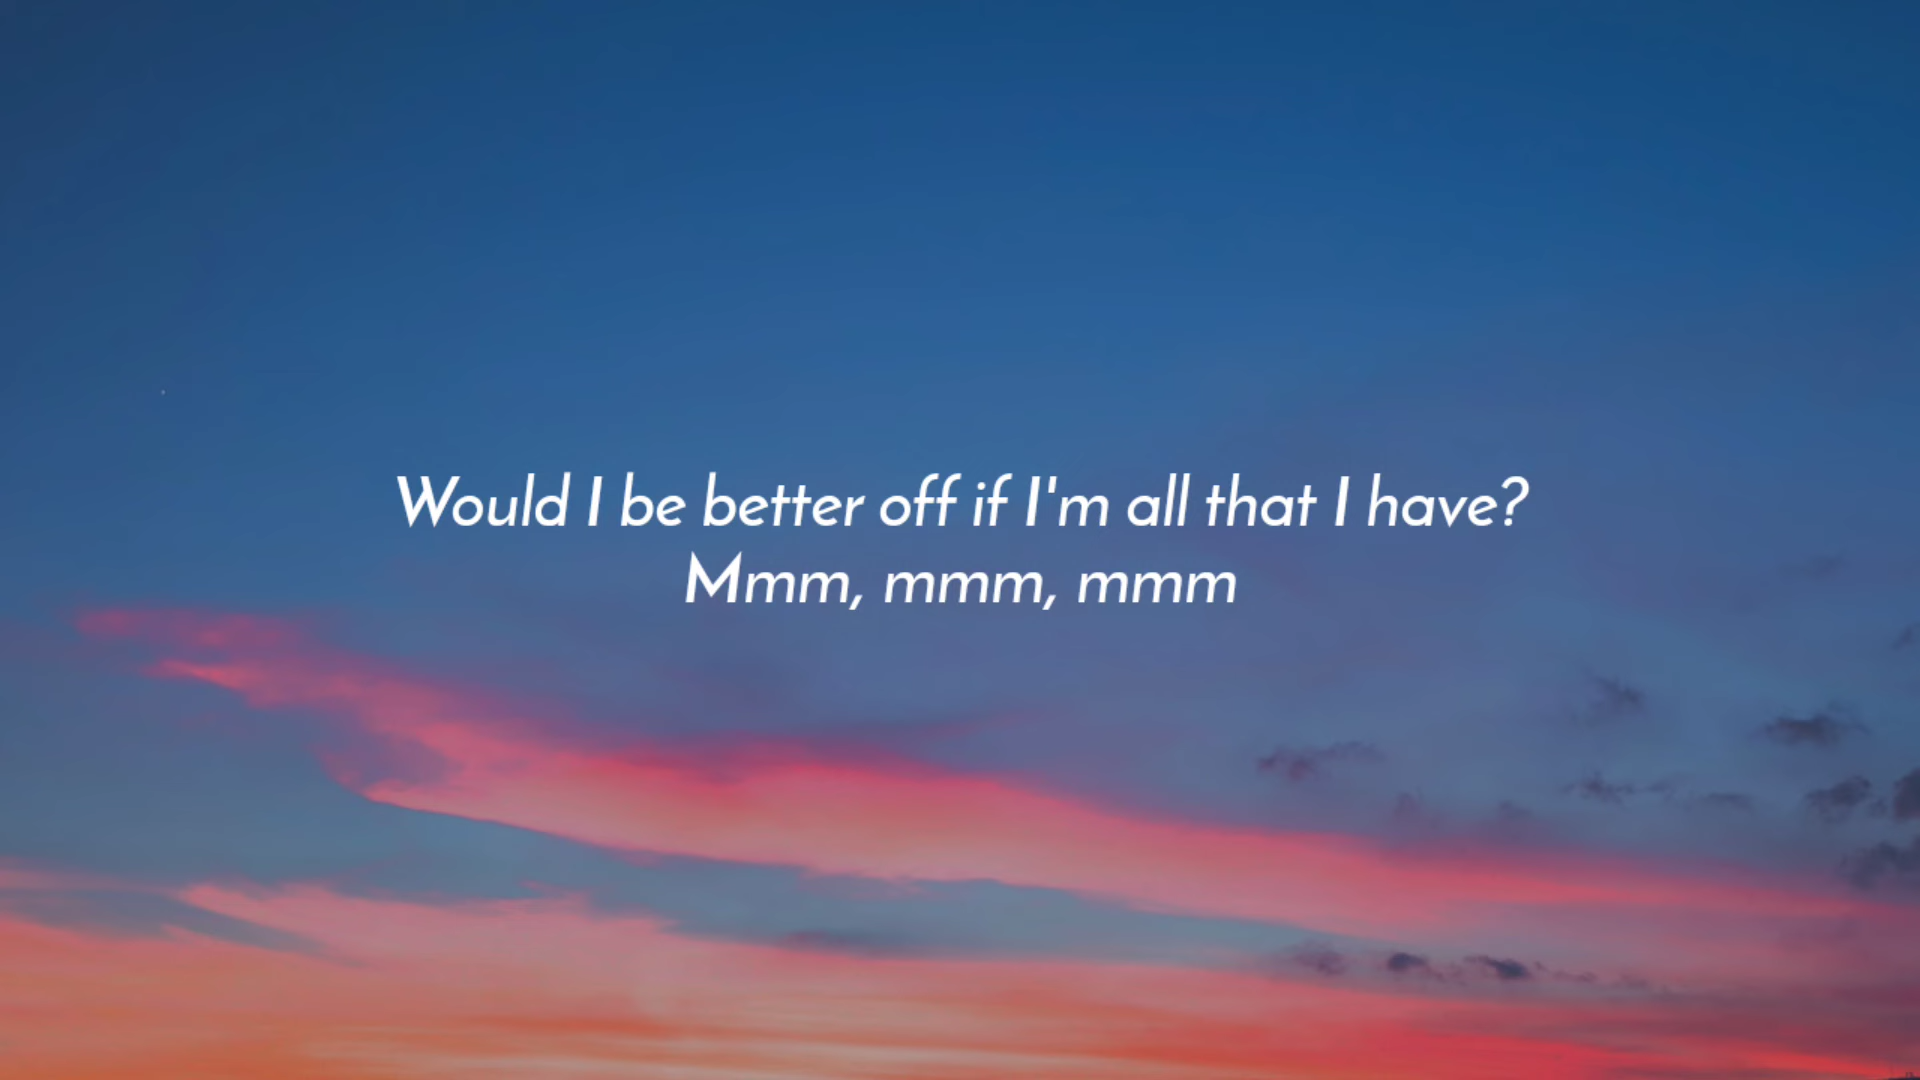 Would I be better off if I'm all that I have?
Mmm, mmm, mmm